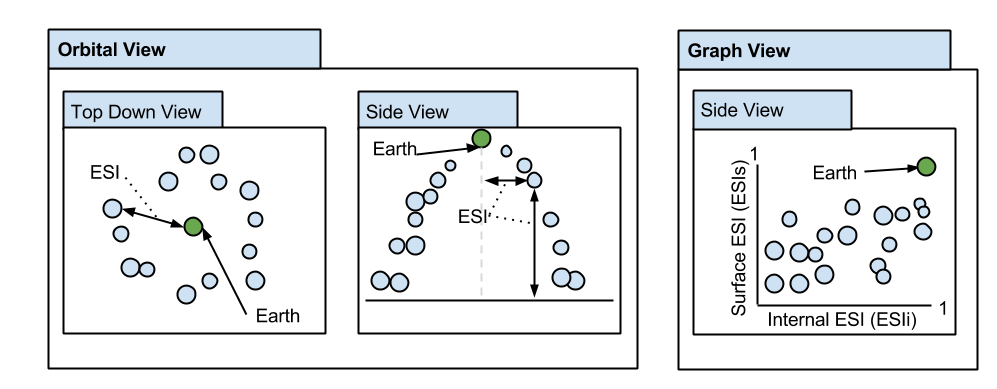 Orbital View
Top Down View
ESI
Earth
Side View
Earth
ESI
Graph View
Side View
1
Earth
Surface ESI (ESIs)
1
Internal ESI (ESIi)